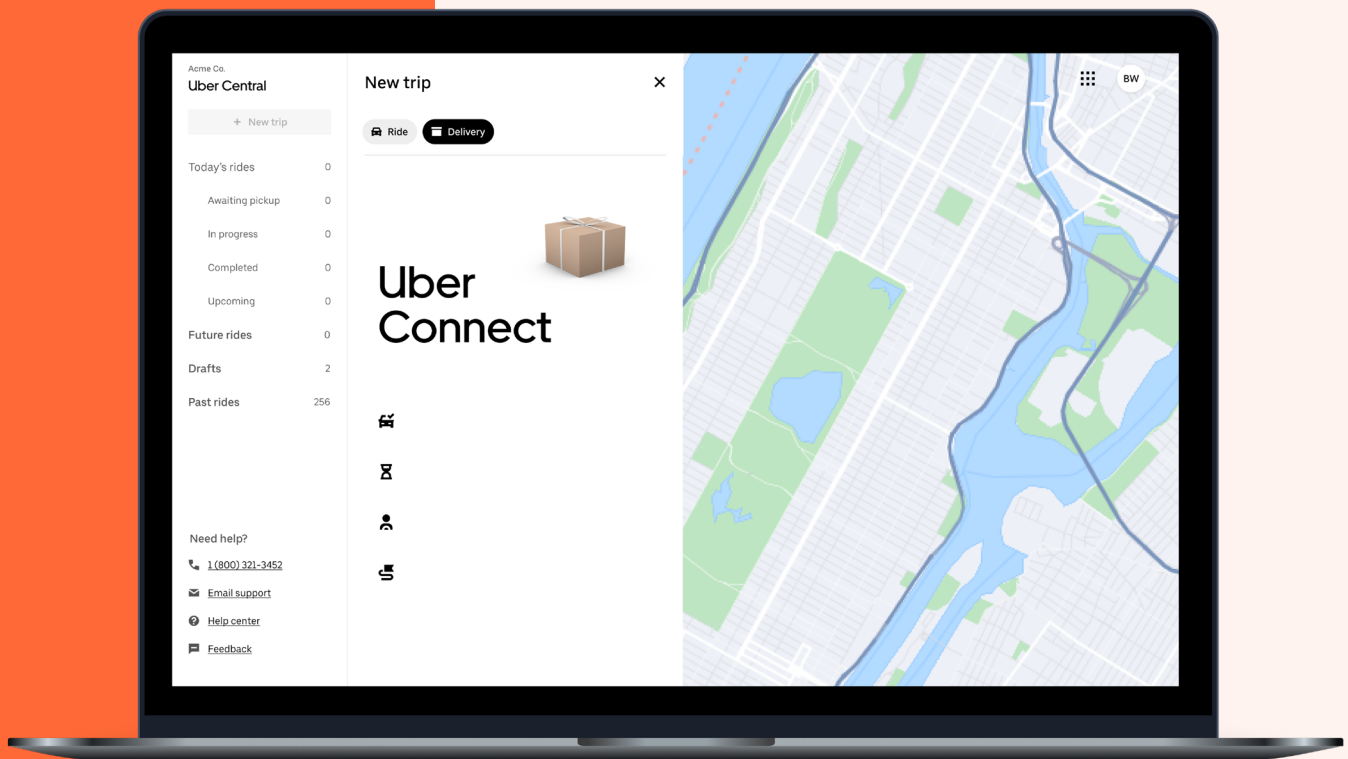 Acme Co.
Uber Central
+ New trip
Today's rides 0
Awaiting pickup 0
In progress 0
Completed 0
Upcoming 0
Future rides 0
Drafts 2
Past rides 256
Need help?
1 (800) 321-3452
Email support
Help center
Feedback
New trip
Ride
Delivery
Uber
Connect
BW